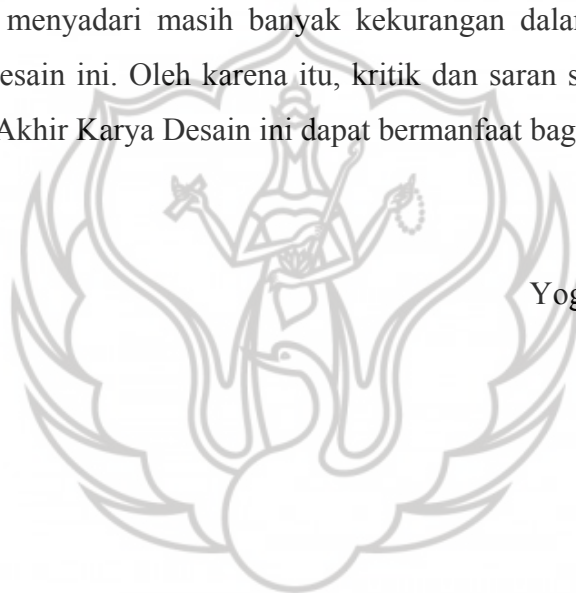 menyadari masih banyak kekurangan dalam
esain ini. Oleh karena itu, kritik dan saran s
Akhir Karya Desain ini dapat bermanfaat bag
Yog